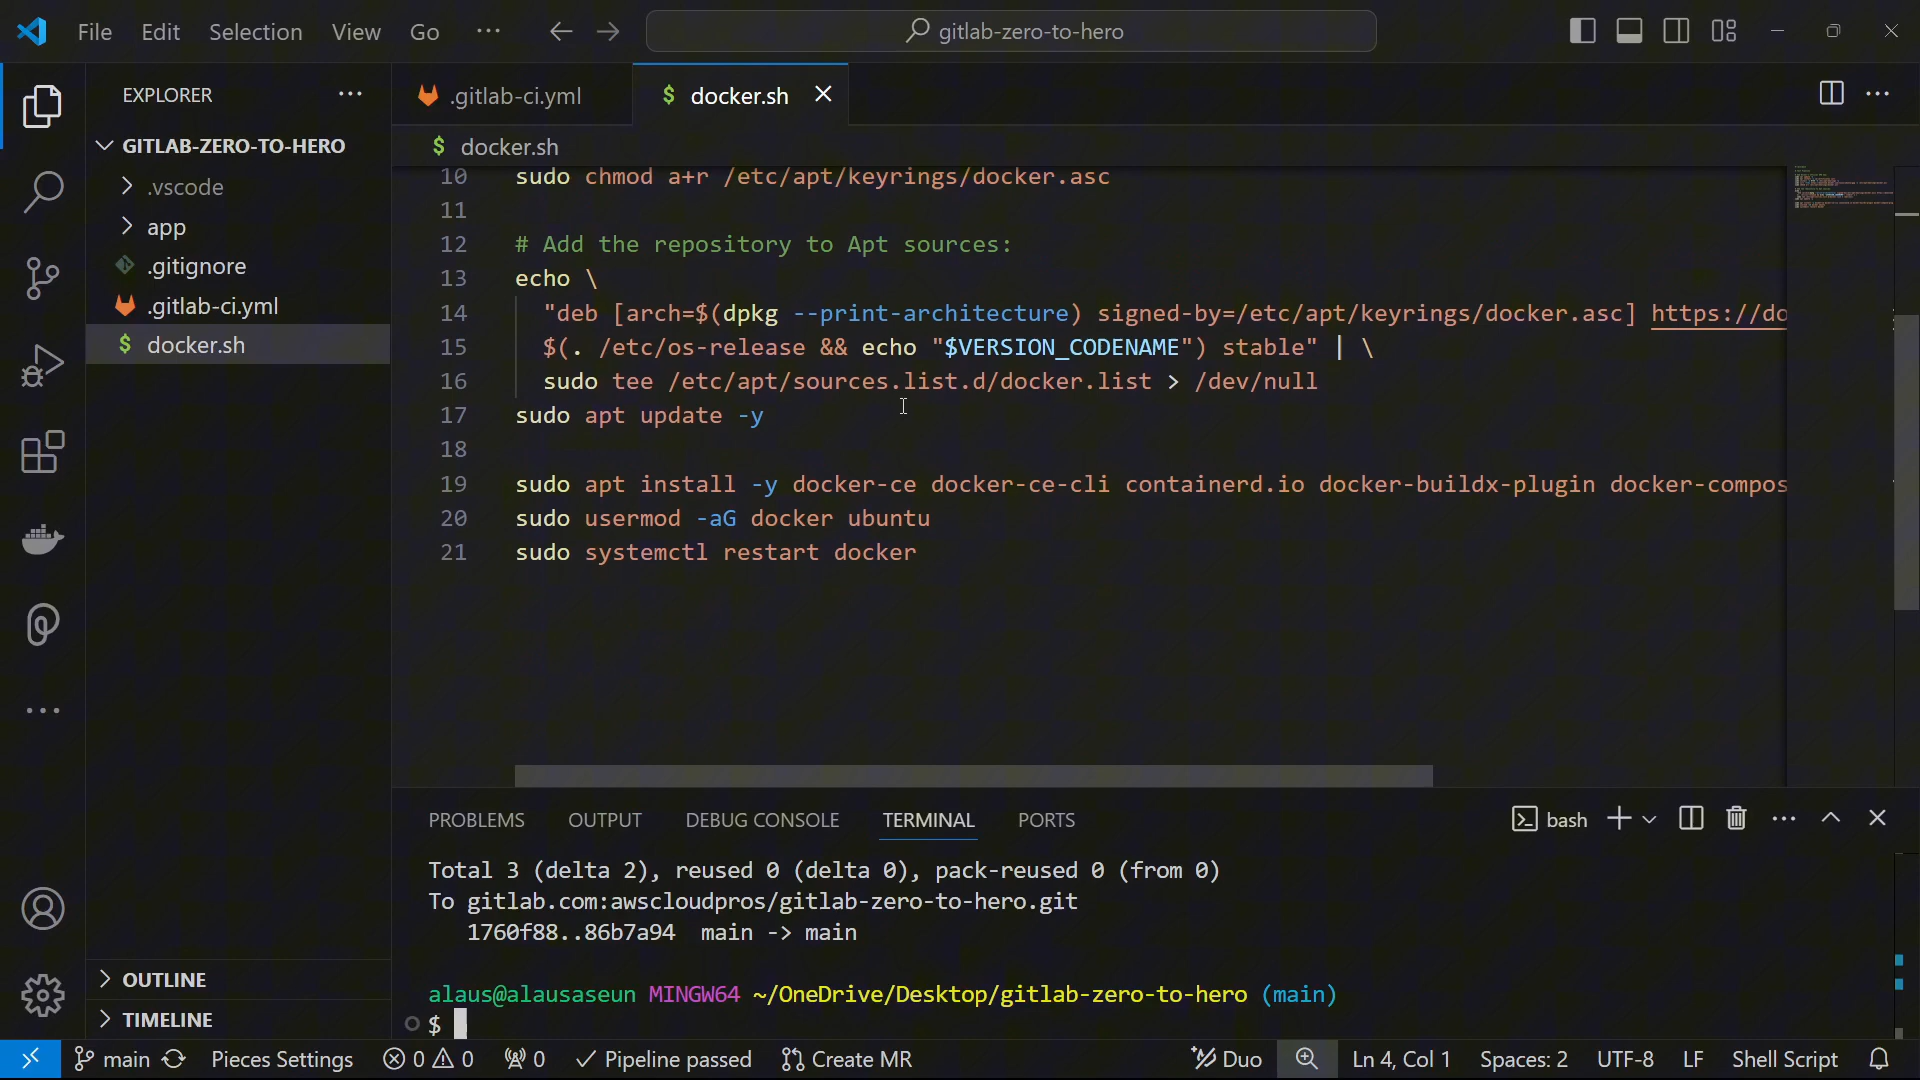 File Edit Selection View Go ··· gitlab-zero-to-hero
EXPLORER ···
GITLAB-ZERO-TO-HERO
.vscode
app
.gitignore
.gitlab-ci.yml
docker.sh
OUTLINE
TIMELINE
.gitlab-ci.yml $ docker.sh
$ docker.sh
10 sudo chmod a+r /etc/apt/keyrings/docker.asc
11
12 # Add the repository to Apt sources:
13 echo \
14 "deb [arch=$(dpkg --print-architecture) signed-by=/etc/apt/keyrings/docker.asc] https://do
15 $(. /etc/os-release && echo "$VERSION_CODENAME") stable" | \
16 sudo tee /etc/apt/sources.list.d/docker.list > /dev/null
17 sudo apt update -y
18
19 sudo apt install -y docker-ce docker-ce-cli containerd.io docker-buildx-plugin docker-compos
20 sudo usermod -aG docker ubuntu
21 sudo systemctl restart docker
PROBLEMS OUTPUT DEBUG CONSOLE TERMINAL PORTS bash
Total 3 (delta 2), reused 0 (delta 0), pack-reused 0 (from 0)
To gitlab.com:awscloudpros/gitlab-zero-to-hero.git
1760f88..86b7a94 main -> main
alaus@alausaseun MINGW64 ~/OneDrive/Desktop/gitlab-zero-to-hero (main)
$
main Pieces Settings 0 0 0 Pipeline passed Create MR Duo Ln 4, Col 1 Spaces: 2 UTF-8 LF Shell Script